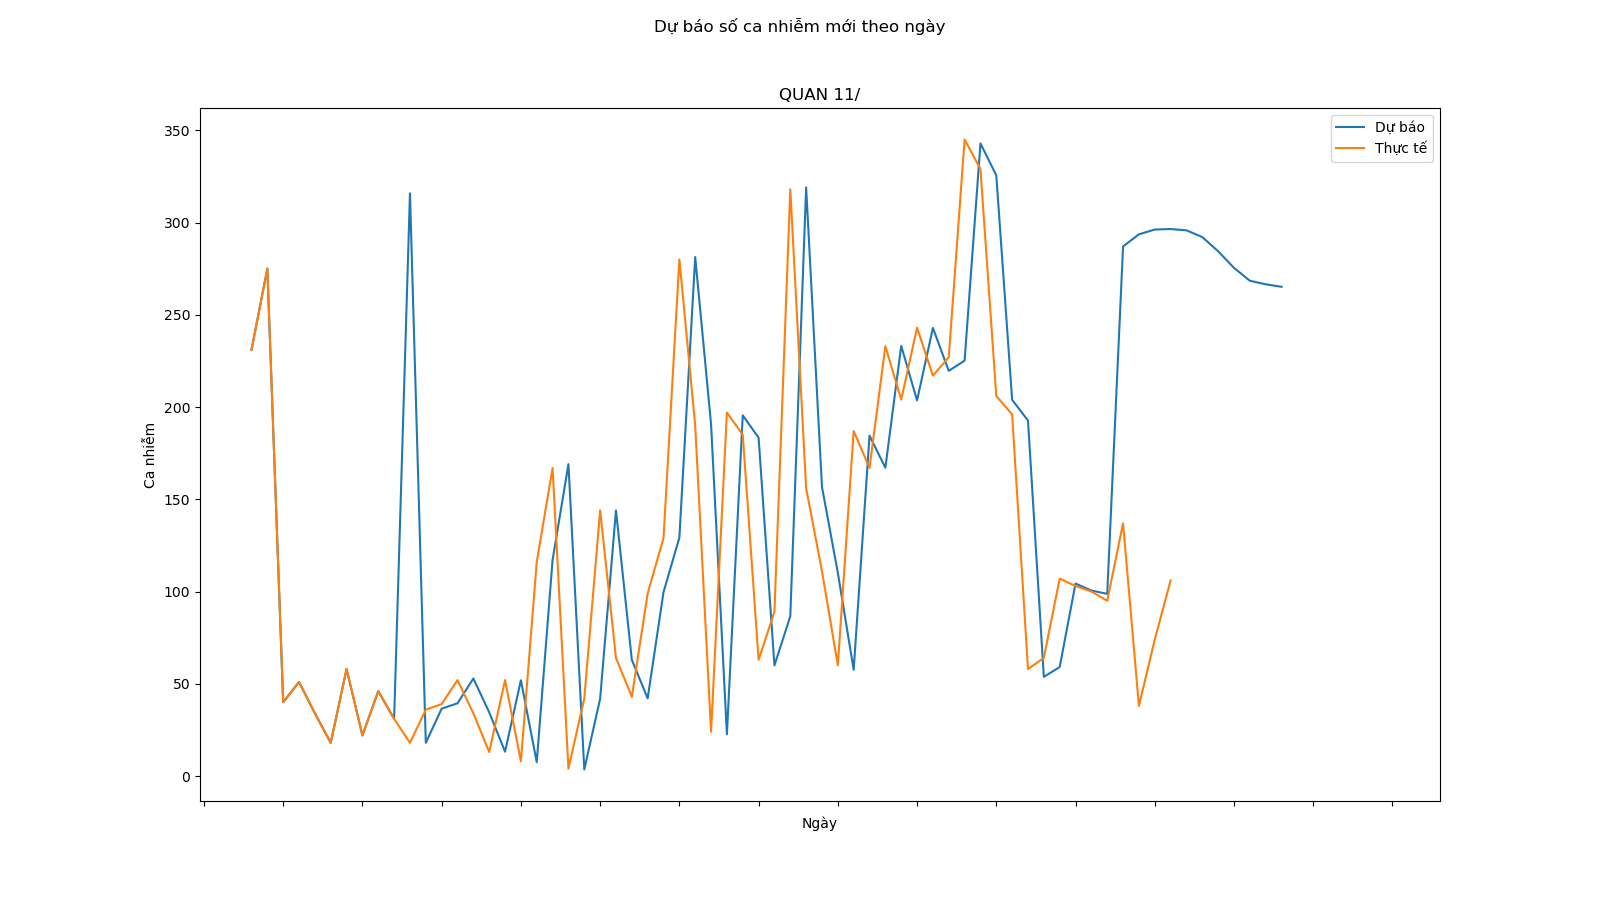 Dự báo số ca nhiễm mới theo ngày
QUAN 11/
Dự báo
Thực tế
350
300
250
200
150
100
50
0
Ca nhiễm
Ngày